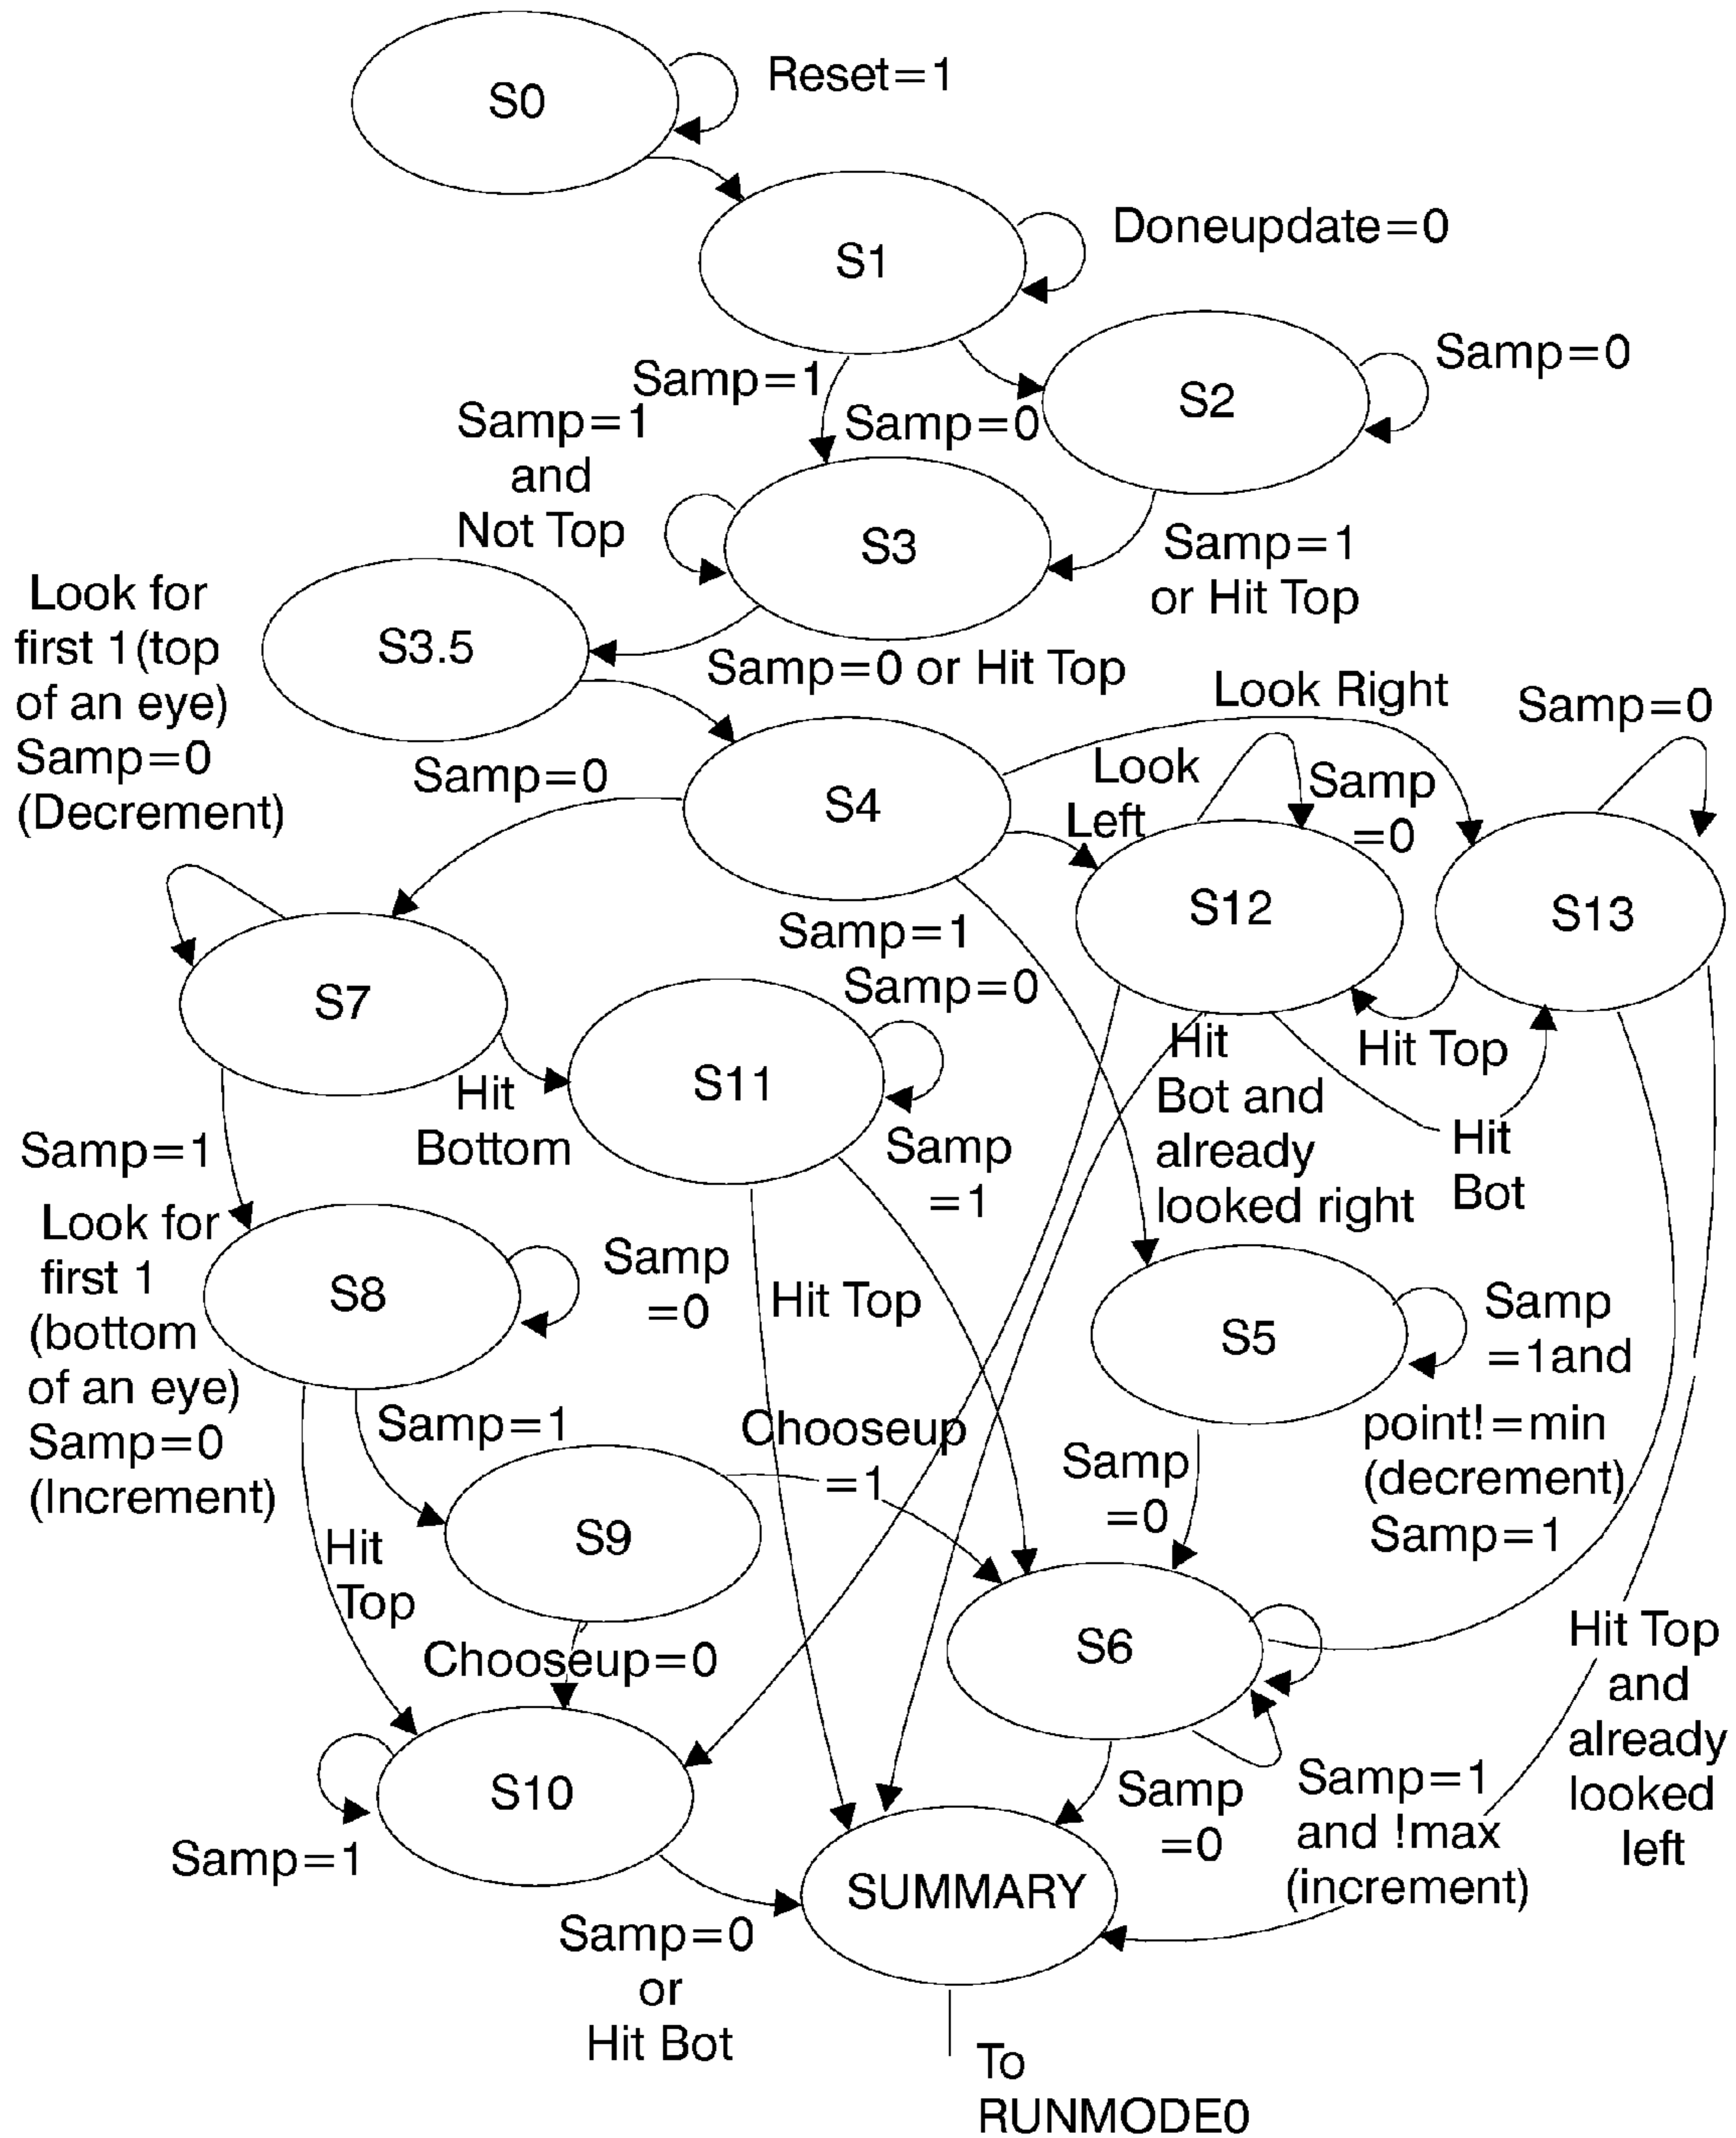 S0
Reset=1
S1
Doneupdate=0
Samp=1
Samp=0
S2
Samp=0
Samp=1
and
Not Top
S3
Samp=1
or Hit Top
Look for
first 1(top
of an eye)
Samp=0
(Decrement)
S3.5
Samp=0 or Hit Top
Samp=0
S4
Look Right
Look
Left
Samp
=0
Samp=0
S12
S13
Samp=1
Samp=0
S7
Hit
Bottom
S11
Samp
=1
Hit
Bot and
already
looked right
Hit Top
Hit
Bot
Samp=1
Look for
first 1
(bottom
of an eye)
Samp=0
(Increment)
S8
Samp
=0
Hit Top
S5
Samp
=1and
point!=min
(decrement)
Samp=1
Samp=1
Chooseup
=1
Samp
=0
Hit
Top
S9
Chooseup=0
S6
Hit Top
and
already
looked
left
S10
Samp=1
Samp
=0
Samp=1
and !max
(increment)
SUMMARY
Samp=0
or
Hit Bot
To
RUNMODE0